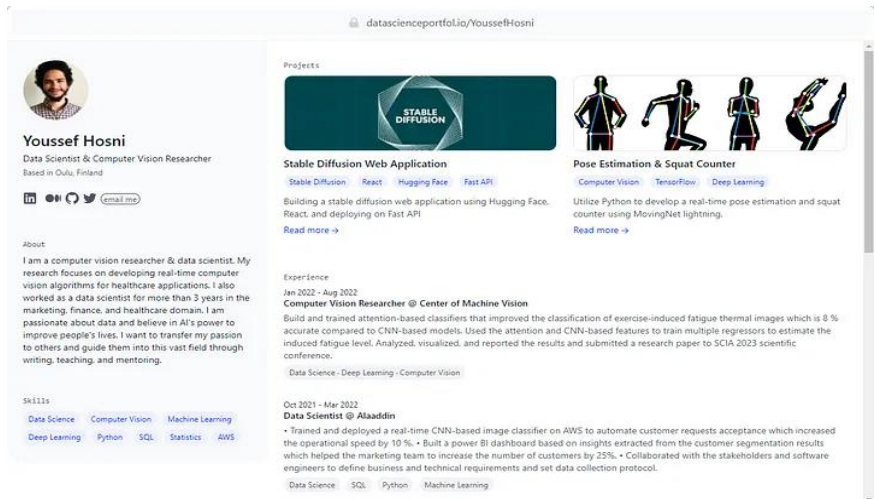 datascienceportfol.io/YoussefHosni
Youssef Hosni
Data Scientist & Computer Vision Researcher
Based in Oulu, Finland
email me
About
I am a computer vision researcher & data scientist. My
research focuses on developing real-time computer
vision algorithms for healthcare applications. I also
worked as a data scientist for more than 3 years in the
marketing, finance, and healthcare domain. I am
passionate about data and believe in AI's power to
improve people's lives. I want to transfer my passion
to others and guide them into this vast field through
writing, teaching, and mentoring.
Skills
Data Science Computer Vision Machine Learning
Deep Learning Python SQL Statistics AWS
Projects
STABLE
DIFFUSION
Stable Diffusion Web Application
Stable Diffusion React Hugging Face Fast API
Building a stable diffusion web application using Hugging Face,
React, and deploying on Fast API
Read more →
Pose Estimation & Squat Counter
Computer Vision TensorFlow Deep Learning
Utilize Python to develop a real-time pose estimation and squat
counter using MovingNet lightning.
Read more →
Experience
Jan 2022 - Aug 2022
Computer Vision Researcher @ Center of Machine Vision
Build and trained attention-based classifiers that improved the classification of exercise-induced fatigue thermal images which is 8 %
accurate compared to CNN-based models. Used the attention and CNN-based features to train multiple regressors to estimate the
induced fatigue level. Analyzed, visualized, and reported the results and submitted a research paper to SCIA 2023 scientific
conference.
Data Science - Deep Learning - Computer Vision
Oct 2021 - Mar 2022
Data Scientist @ Alaaddin
• Trained and deployed a real-time CNN-based image classifier on AWS to automate customer requests acceptance which increased
the operational speed by 10 %. • Built a power BI dashboard based on insights extracted from the customer segmentation results
which helped the marketing team to increase the number of customers by 25%. • Collaborated with the stakeholders and software
engineers to define business and technical requirements and set data collection protocol.
Data Science SQL Python Machine Learning